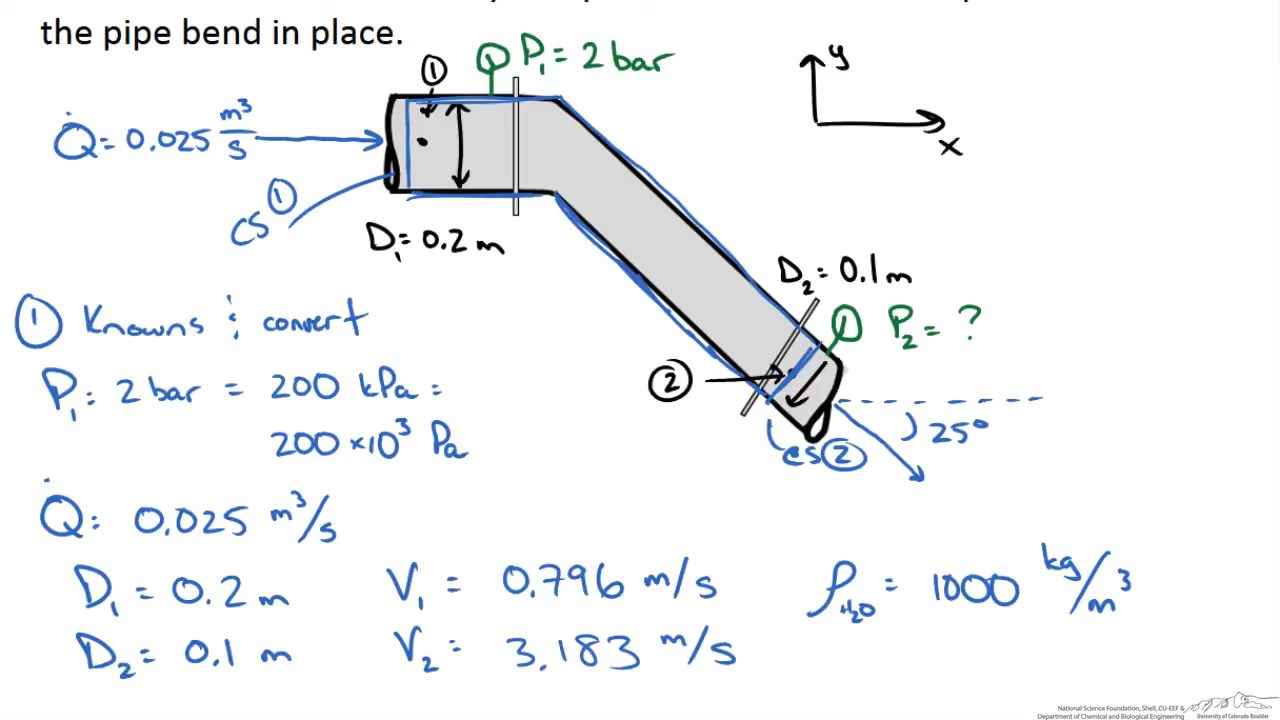 the pipe bend in place.
① P₁ = 2 bar
y
x
Q̇ = 0.025 m³/s
CS ①
D₁ = 0.2 m
D₂ = 0.1 m
P₂ = ?
②
25°
CS ②
① Knowns & convert
P₁ = 2 bar = 200 kPa =
200 × 10³ Pa
Q̇ = 0.025 m³/s
D₁ = 0.2 m V₁ = 0.796 m/s ρH₂O = 1000 kg/m³
D₂ = 0.1 m V₂ = 3.183 m/s
National Science Foundation, Shell, CU-EEF &
Department of Chemical and Biological Engineering
University of Colorado Boulder